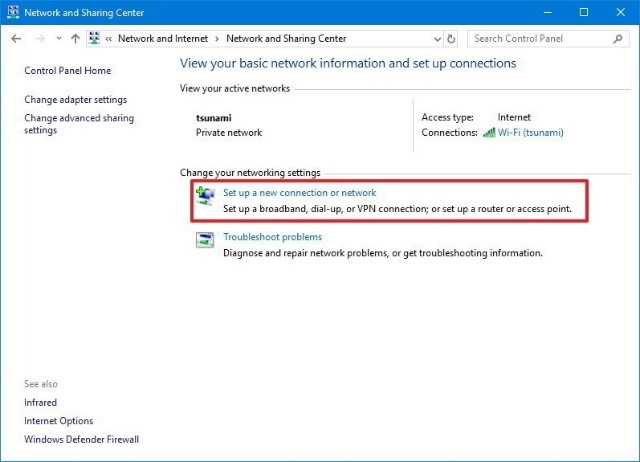 Network and Sharing Center
« Network and Internet › Network and Sharing Center
Search Control Panel
Control Panel Home
Change adapter settings
Change advanced sharing
settings
View your basic network information and set up connections
View your active networks
tsunami
Private network
Access type: Internet
Connections: Wi-Fi (tsunami)
Change your networking settings
Set up a new connection or network
Set up a broadband, dial-up, or VPN connection; or set up a router or access point.
Troubleshoot problems
Diagnose and repair network problems, or get troubleshooting information.
See also
Infrared
Internet Options
Windows Defender Firewall